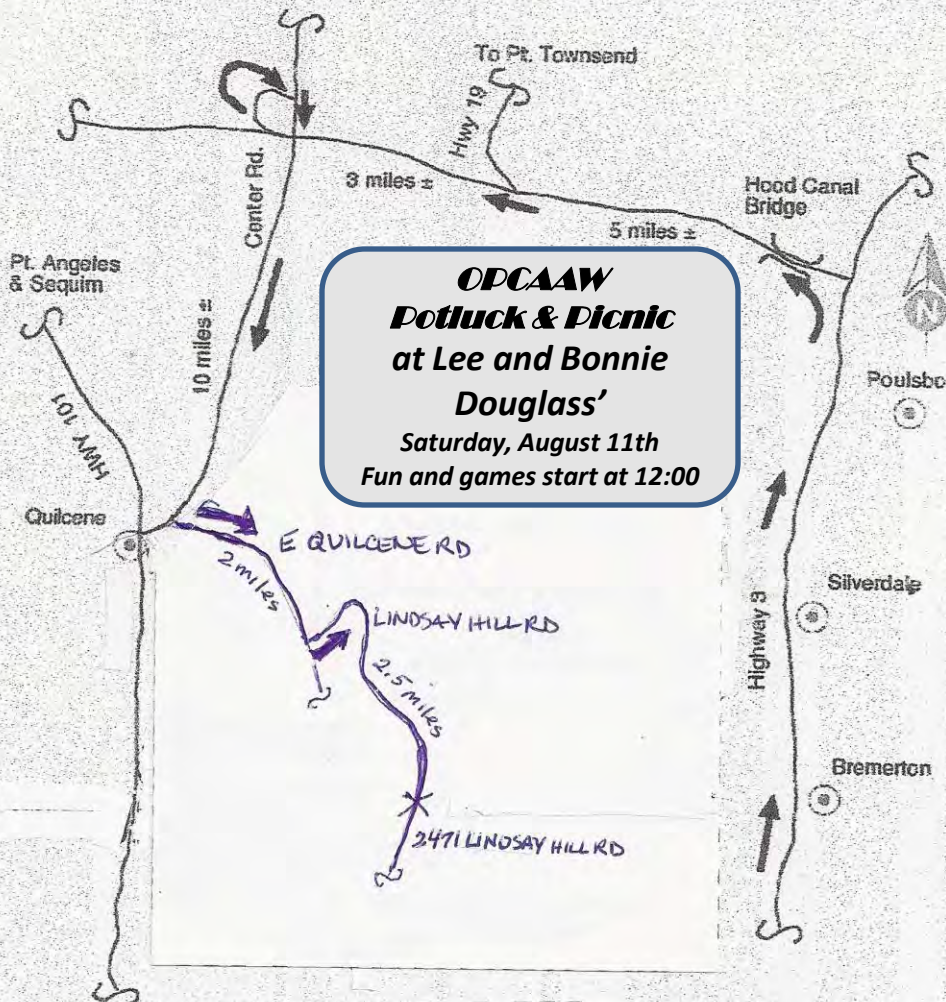 To Pt. Townsend
Hwy 19
Center Rd.
3 miles ±
Hood Canal
Bridge
5 miles ±
Pt. Angeles
& Sequim
10 miles ±
OPCAAW
Potluck & Picnic
at Lee and Bonnie
Douglass’
Saturday, August 11th
Fun and games start at 12:00
N
Poulsbo
HWY 101
Quilcene
E QUILCENE RD
2 miles
LINDSAY HILL RD
2.5 miles
Silverdale
Highway 3
Bremerton
2471 LINDSAY HILL RD